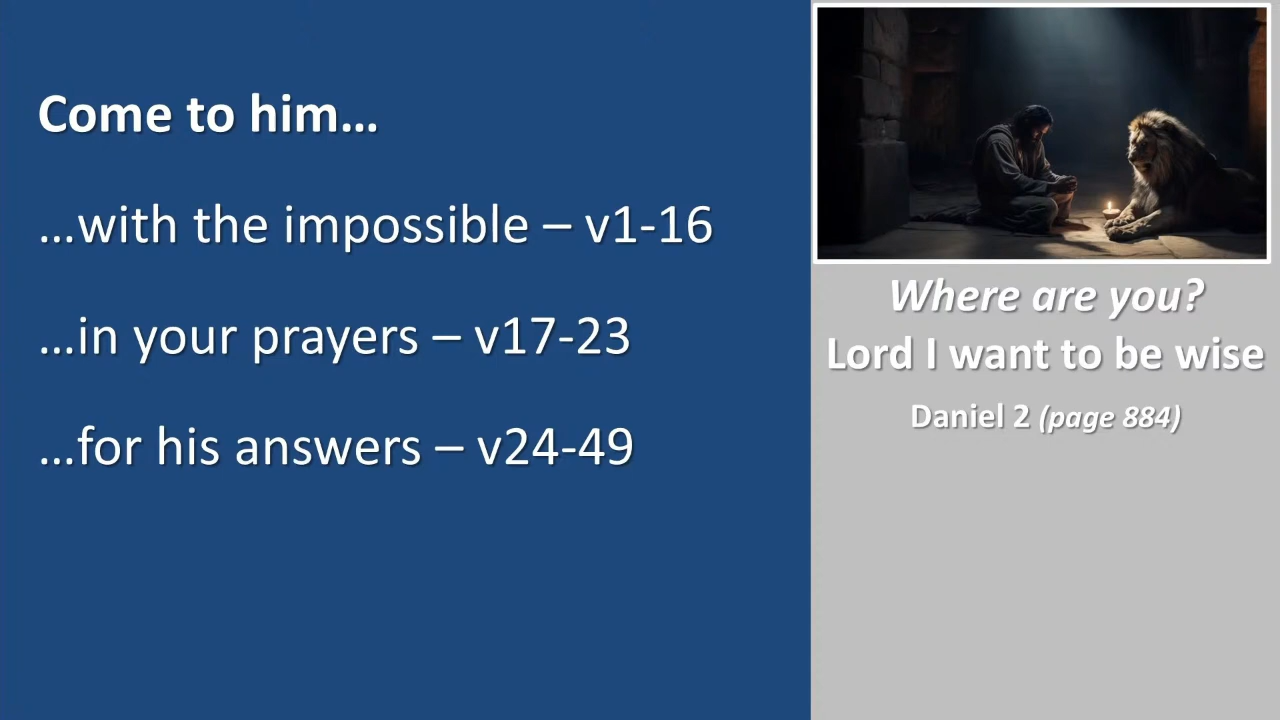 Come to him…
…with the impossible – v1-16
…in your prayers – v17-23
…for his answers – v24-49
Where are you?
Lord I want to be wise
Daniel 2 (page 884)